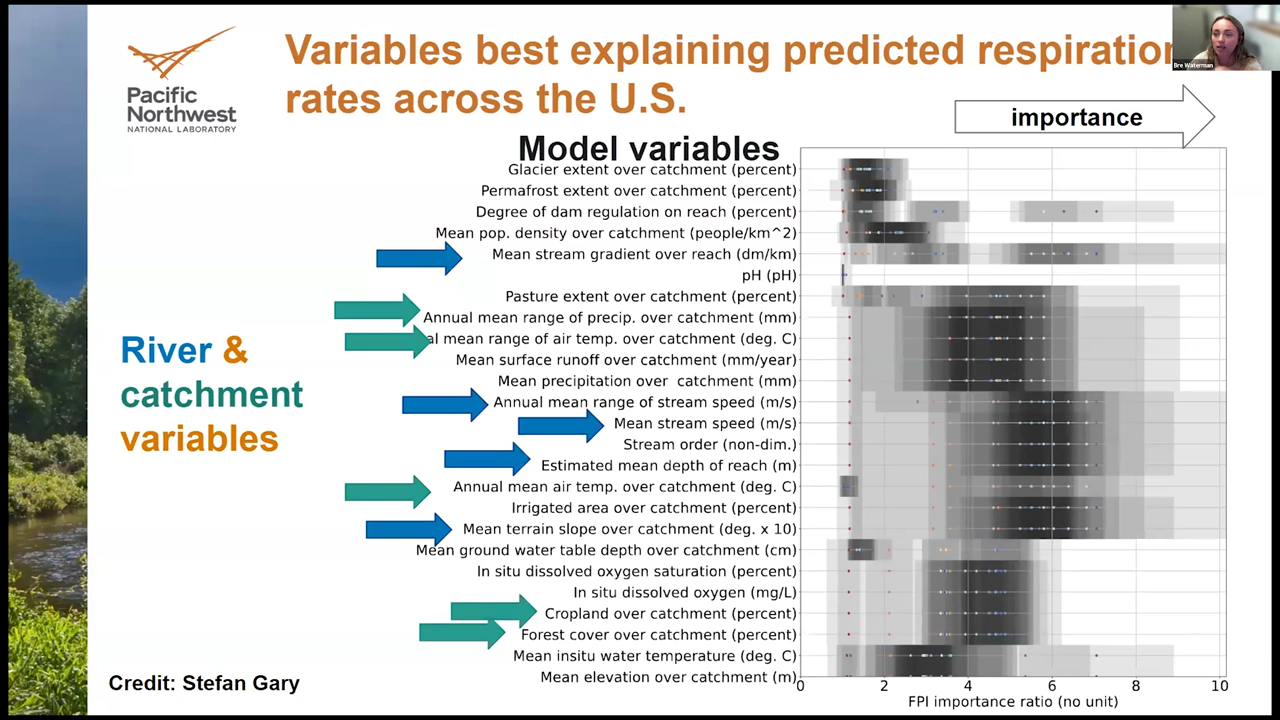 Variables best explaining predicted respiration
rates across the U.S.
Bre Waterman
Pacific
Northwest
NATIONAL LABORATORY
importance
Model variables
Glacier extent over catchment (percent)
Permafrost extent over catchment (percent)
Degree of dam regulation on reach (percent)
Mean pop. density over catchment (people/km^2)
Mean stream gradient over reach (dm/km)
pH (pH)
Pasture extent over catchment (percent)
Annual mean range of precip. over catchment (mm)
al mean range of air temp. over catchment (deg. C)
Mean surface runoff over catchment (mm/year)
Mean precipitation over catchment (mm)
Annual mean range of stream speed (m/s)
Mean stream speed (m/s)
Stream order (non-dim.)
Estimated mean depth of reach (m)
Annual mean air temp. over catchment (deg. C)
Irrigated area over catchment (percent)
Mean terrain slope over catchment (deg. x 10)
Mean ground water table depth over catchment (cm)
In situ dissolved oxygen saturation (percent)
In situ dissolved oxygen (mg/L)
Cropland over catchment (percent)
Forest cover over catchment (percent)
Mean insitu water temperature (deg. C)
Mean elevation over catchment (m)
0 2 4 6 8 10
FPI importance ratio (no unit)
River &
catchment
variables
Credit: Stefan Gary